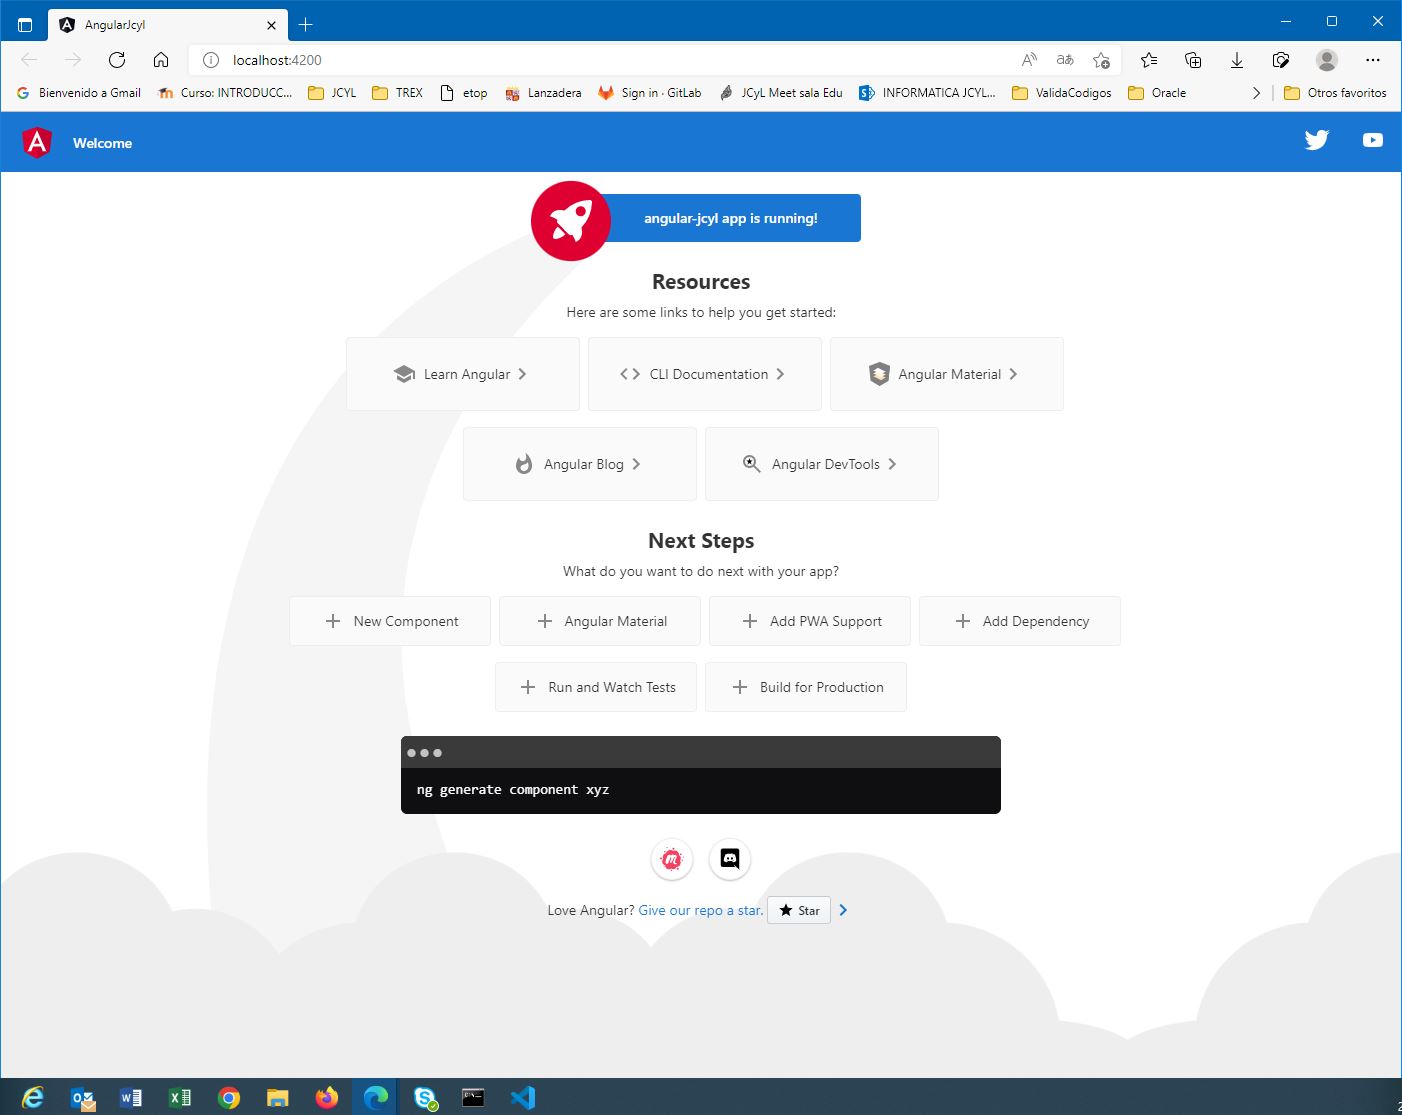 AngularJcyl
localhost:4200
Bienvenido a Gmail Curso: INTRODUCC... JCYL TREX etop Lanzadera Sign in · GitLab JCyL Meet sala Edu INFORMATICA JCYL... ValidaCodigos Oracle Otros favoritos
Welcome
angular-jcyl app is running!
Resources
Here are some links to help you get started:
Learn Angular CLI Documentation Angular Material
Angular Blog Angular DevTools
Next Steps
What do you want to do next with your app?
New Component Angular Material Add PWA Support Add Dependency
Run and Watch Tests Build for Production
ng generate component xyz
Love Angular? Give our repo a star. Star